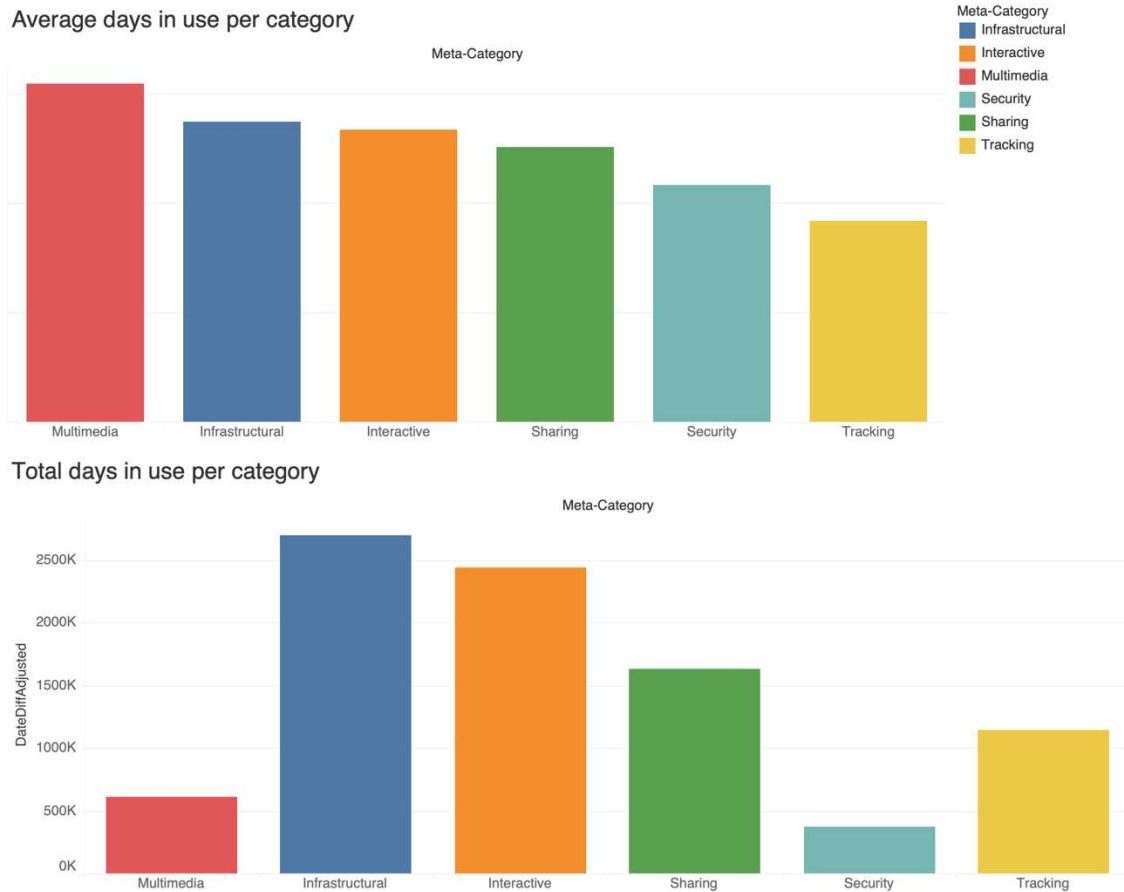 Average days in use per category
Meta-Category
Meta-Category
Infrastructural
Interactive
Multimedia
Security
Sharing
Tracking
Multimedia Infrastructural Interactive Sharing Security Tracking
Total days in use per category
Meta-Category
DateDiffAdjusted
2500K
2000K
1500K
1000K
500K
0K
Multimedia Infrastructural Interactive Sharing Security Tracking